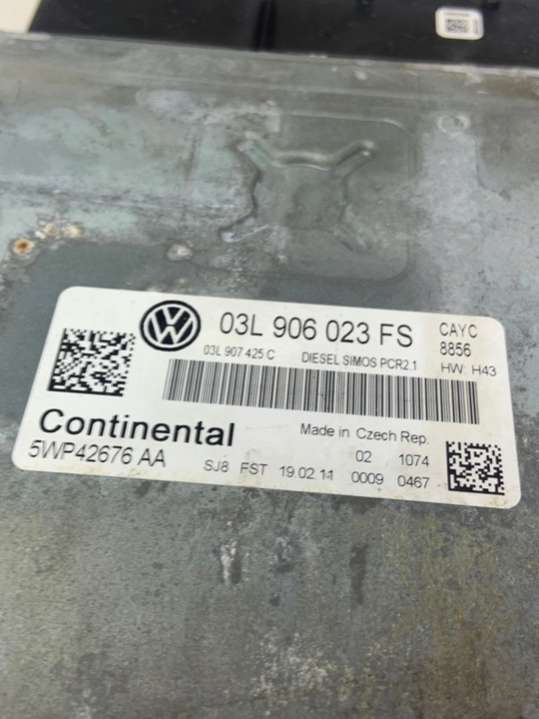 03L 906 023 FS
CAYC
8856
03L 907 425 C DIESEL SIMOS PCR2.1 HW: H43
Continental
Made in Czech Rep.
5WP42676 AA
02 1074
SJ8 FST 19.02.11 0009 0467